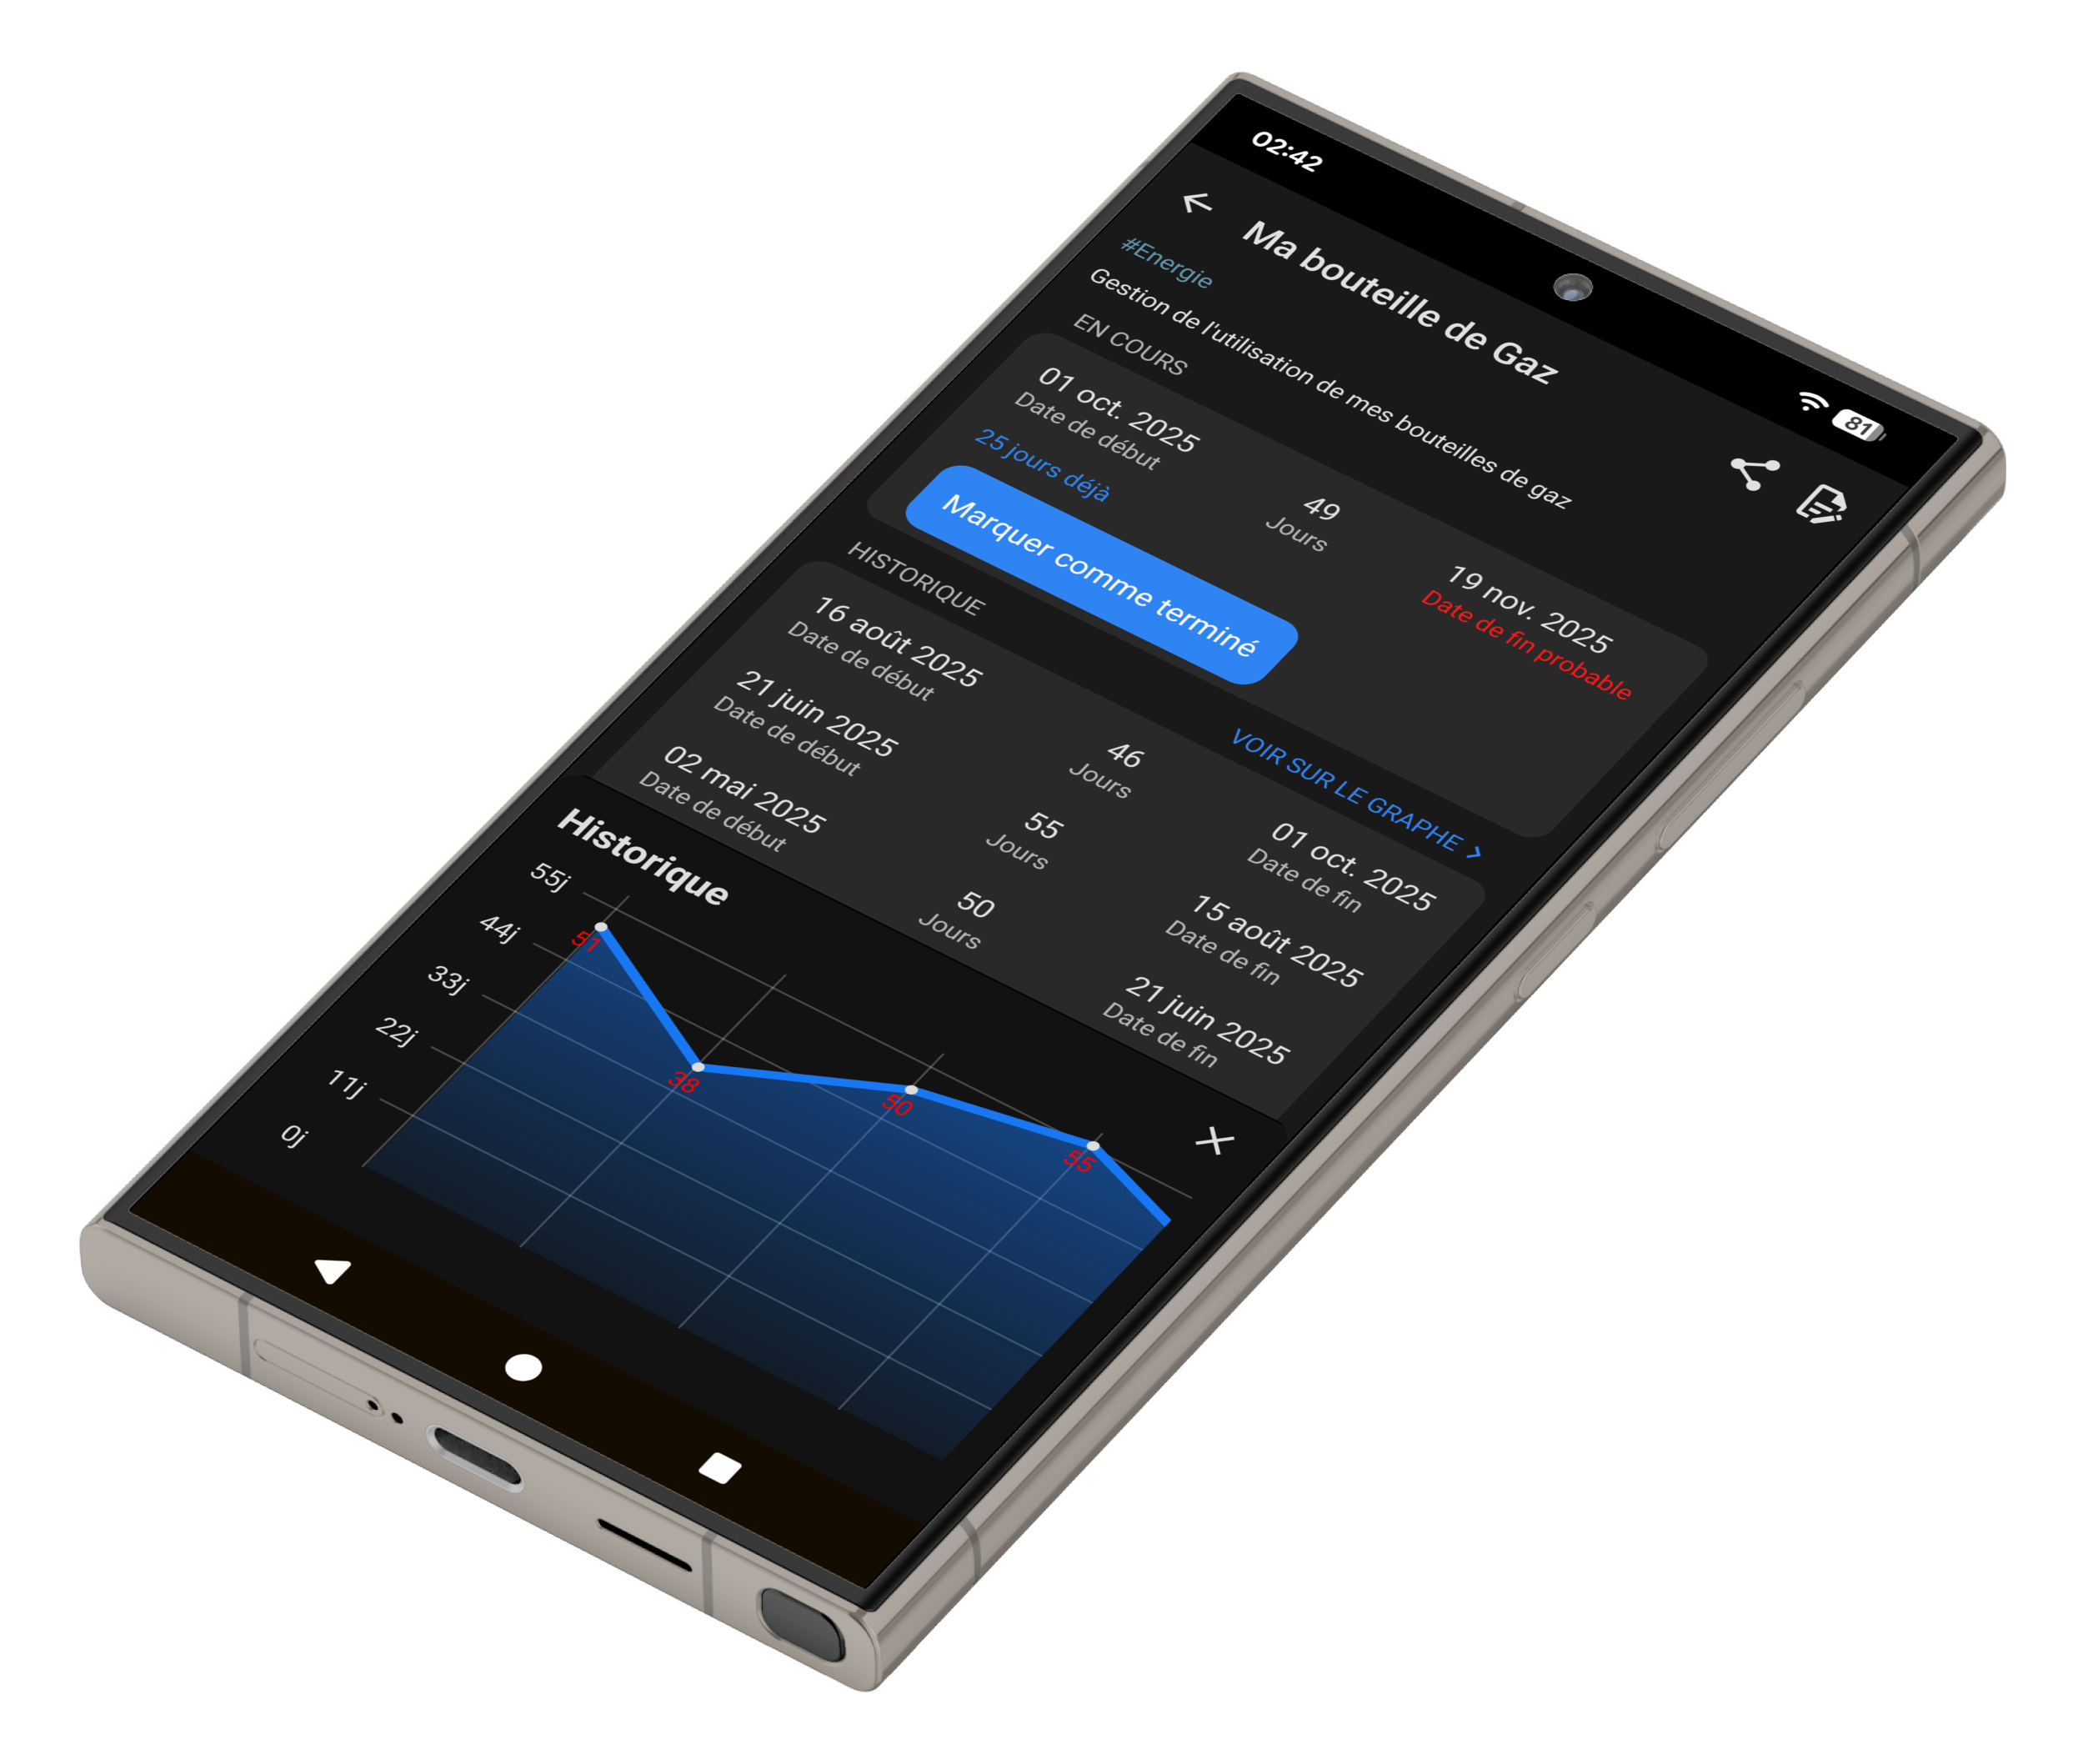 02:42
81
Ma bouteille de Gaz
#Energie
Gestion de l'utilisation de mes bouteilles de gaz
EN COURS
01 oct. 2025 49 19 nov. 2025
Date de début Jours Date de fin probable
25 jours déjà
Marquer comme terminé
HISTORIQUE VOIR SUR LE GRAPHE >
16 août 2025 46 01 oct. 2025
Date de début Jours Date de fin
21 juin 2025 55 15 août 2025
Date de début Jours Date de fin
02 mai 2025 50 21 juin 2025
Date de début Jours Date de fin
Historique
55j
44j
33j
22j
11j
0j
51
38
50
55